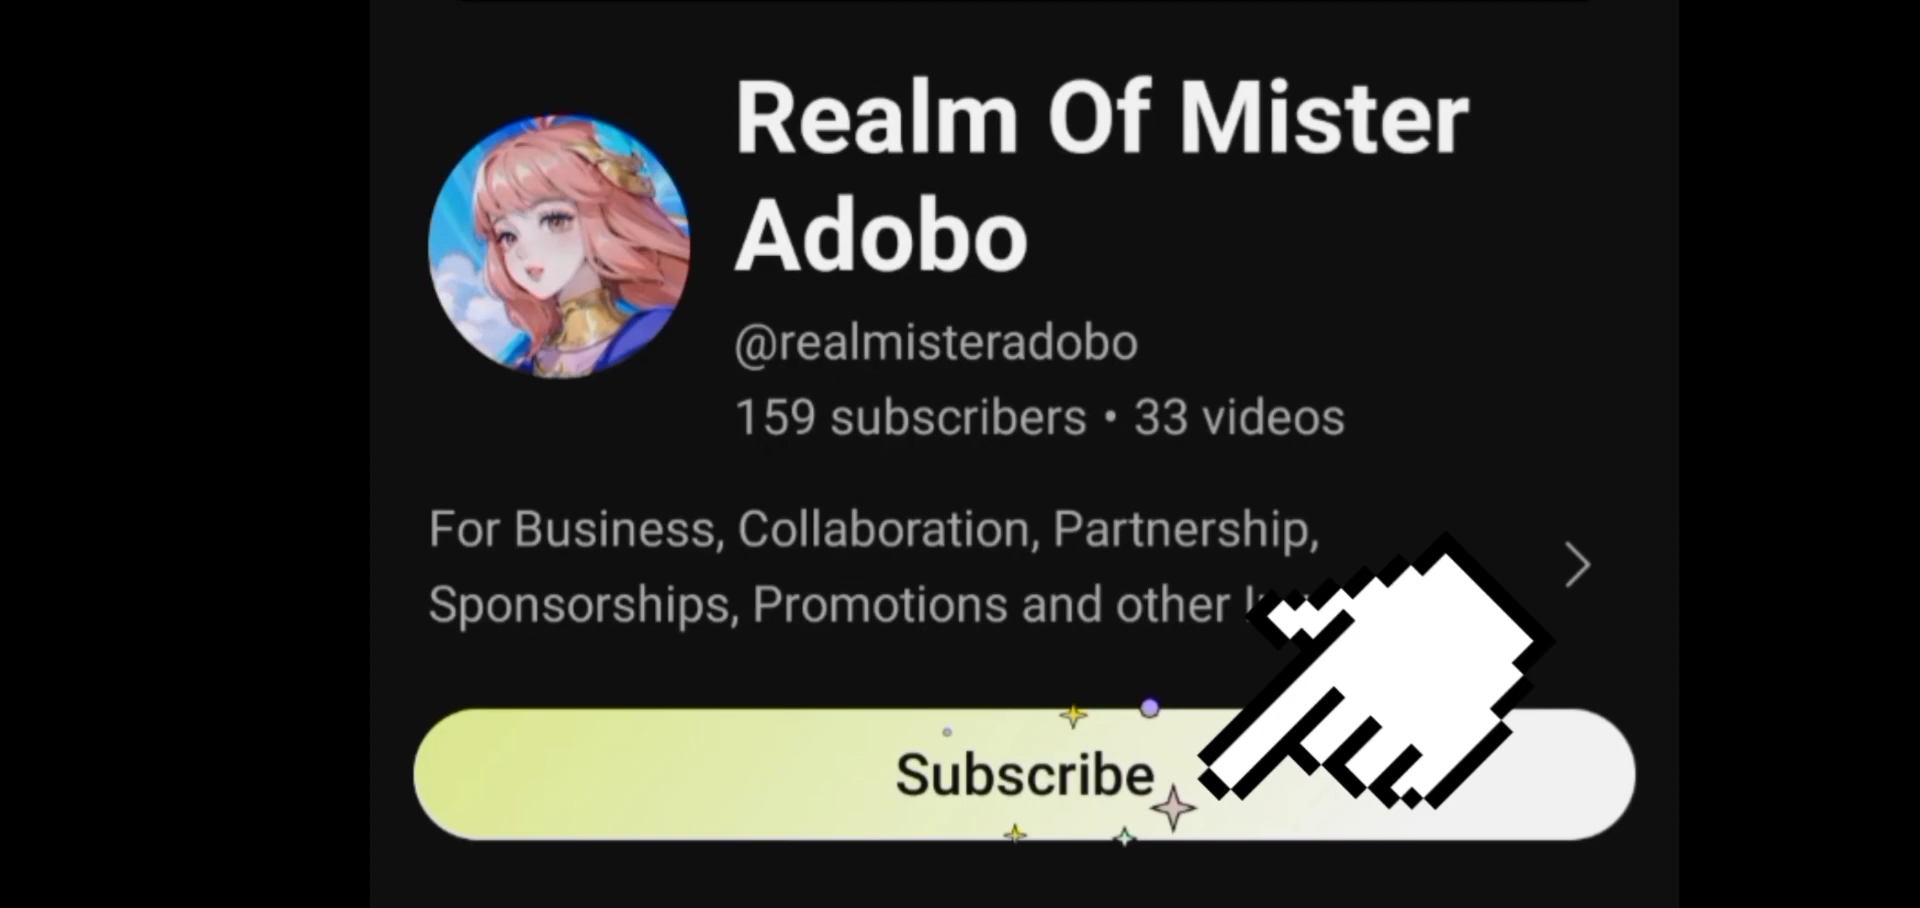 Realm Of Mister
Adobo
@realmisteradobo
159 subscribers • 33 videos
For Business, Collaboration, Partnership,
Sponsorships, Promotions and other
Subscribe